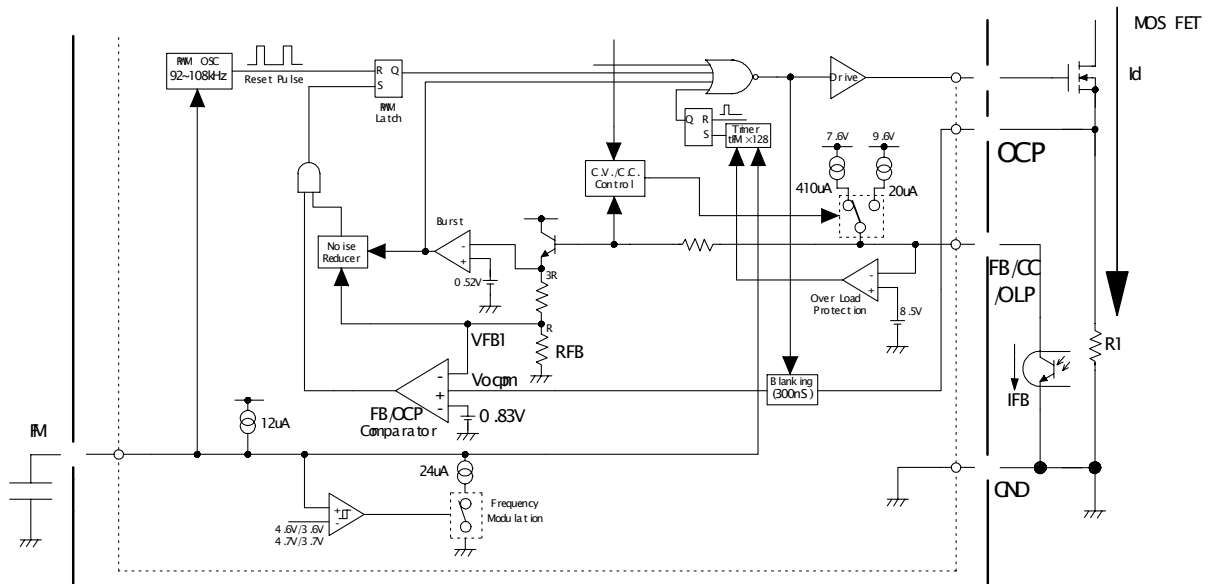 MOS FET
PWM OSC
92~108kHz
Reset Pulse
R Q
S
PWM
Latch
Drive
Id
Q R
S
Timer
tFM ×128
7.6V
9.6V
OCP
C.V./C.C.
Control
410uA
20uA
Burst
Noise
Reducer
0.52V
3R
FB/CC
/OLP
Over Load
Protection
8.5V
R
VFB1
RFB
R1
Vocpm
Blanking
(300nS)
IFB
FB/OCP
Comparator
0.83V
12uA
FM
24uA
GND
Frequency
Modulation
4.6V/3.6V
4.7V/3.7V